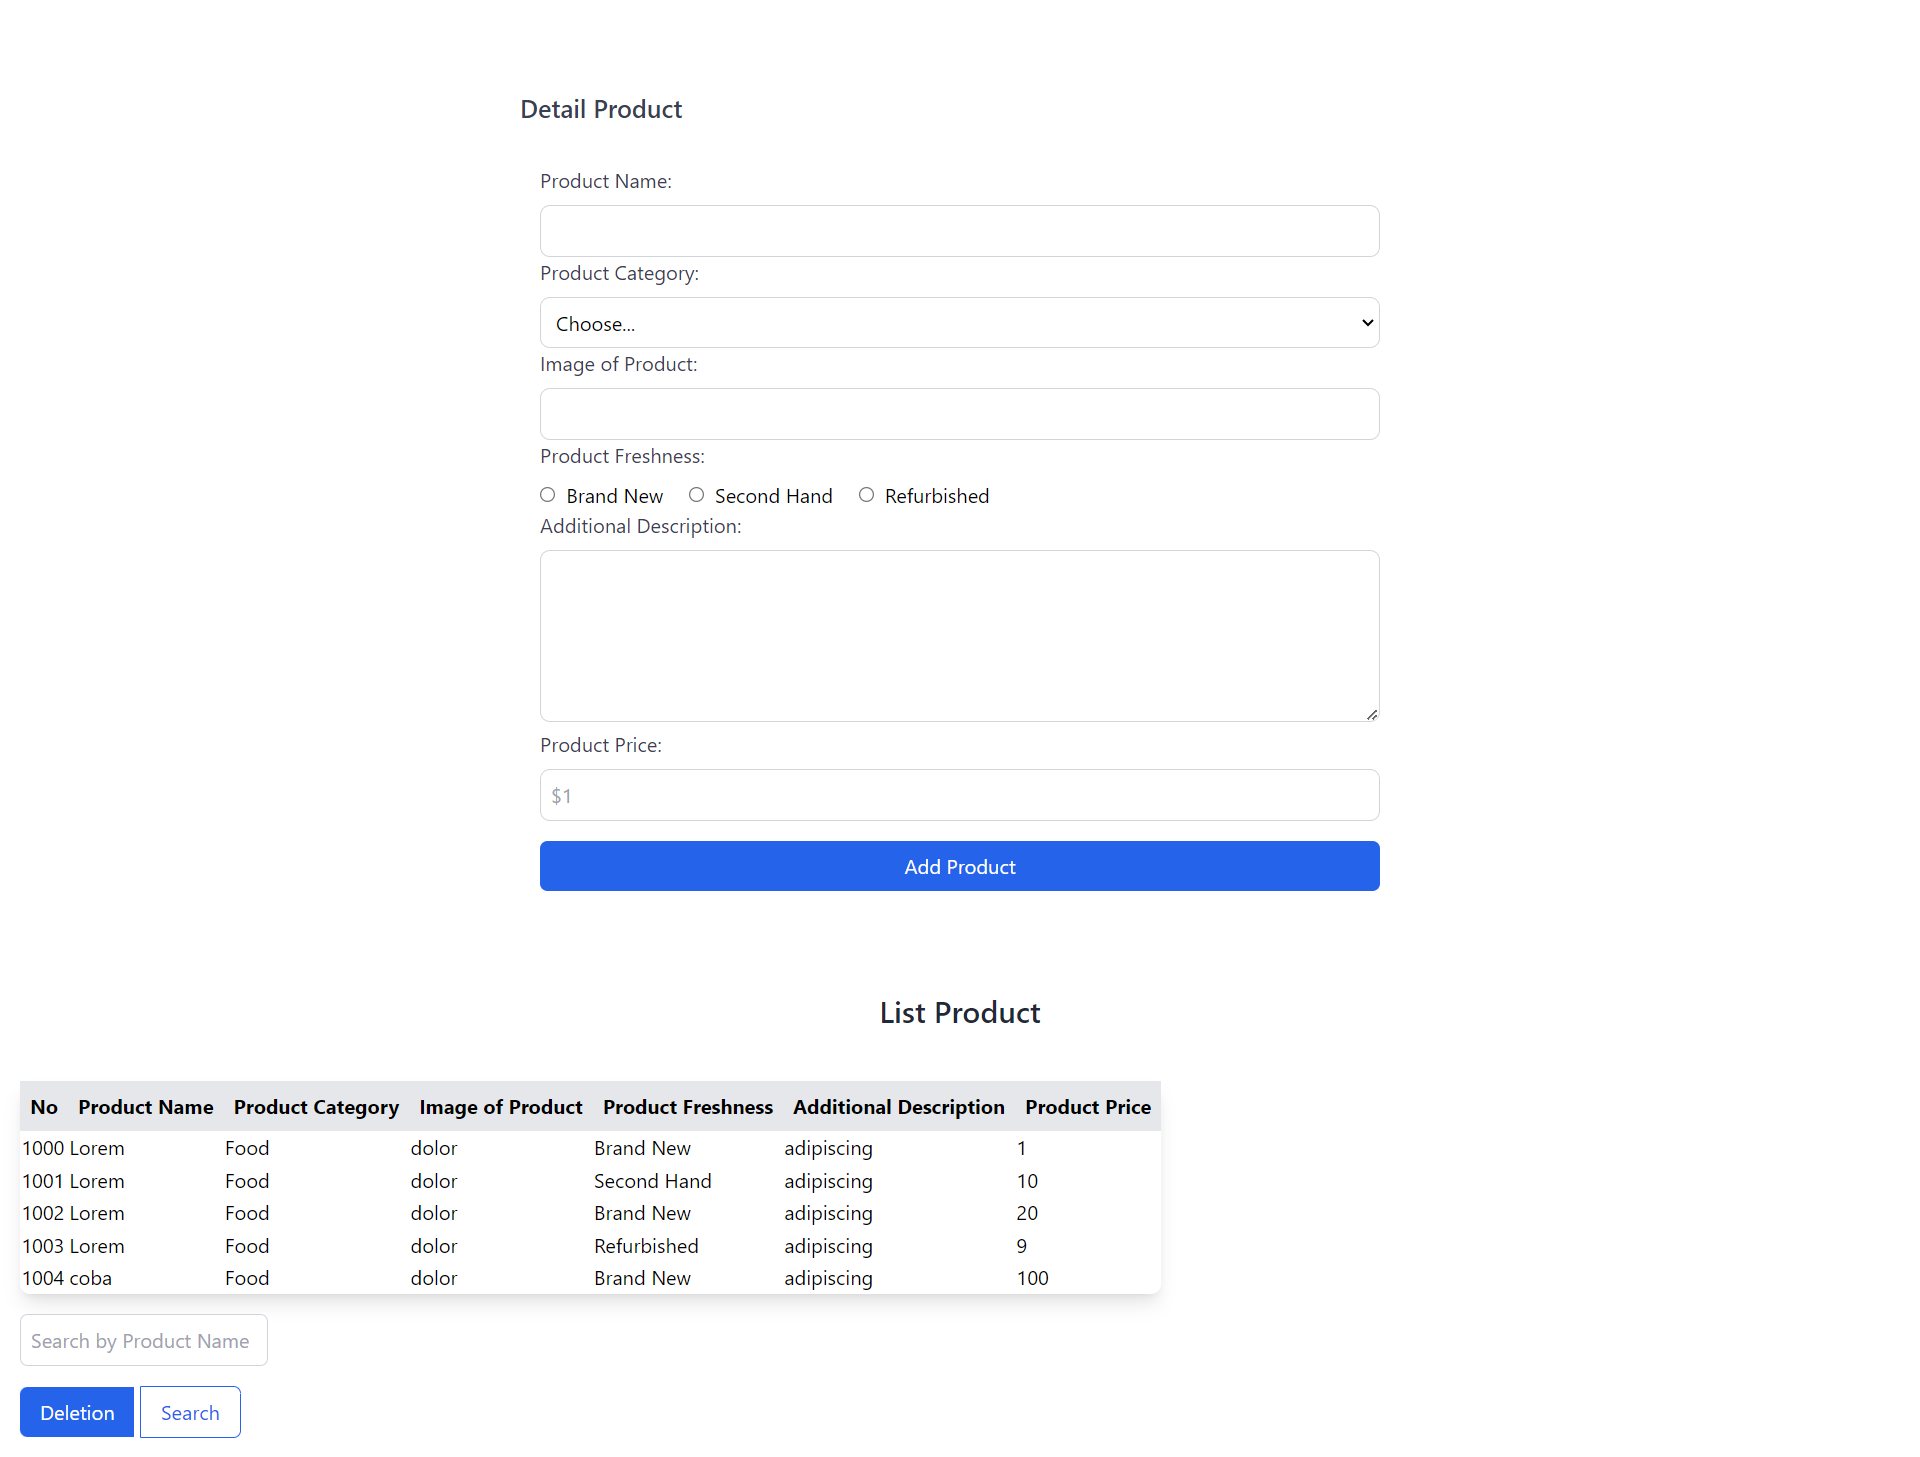 Detail Product
Product Name:
Product Category:
Choose...
Image of Product:
Product Freshness:
Brand New Second Hand Refurbished
Additional Description:
Product Price:
$1
Add Product
List Product
No Product Name Product Category Image of Product Product Freshness Additional Description Product Price
1000 Lorem Food dolor Brand New adipiscing 1
1001 Lorem Food dolor Second Hand adipiscing 10
1002 Lorem Food dolor Brand New adipiscing 20
1003 Lorem Food dolor Refurbished adipiscing 9
1004 coba Food dolor Brand New adipiscing 100
Search by Product Name
Deletion Search